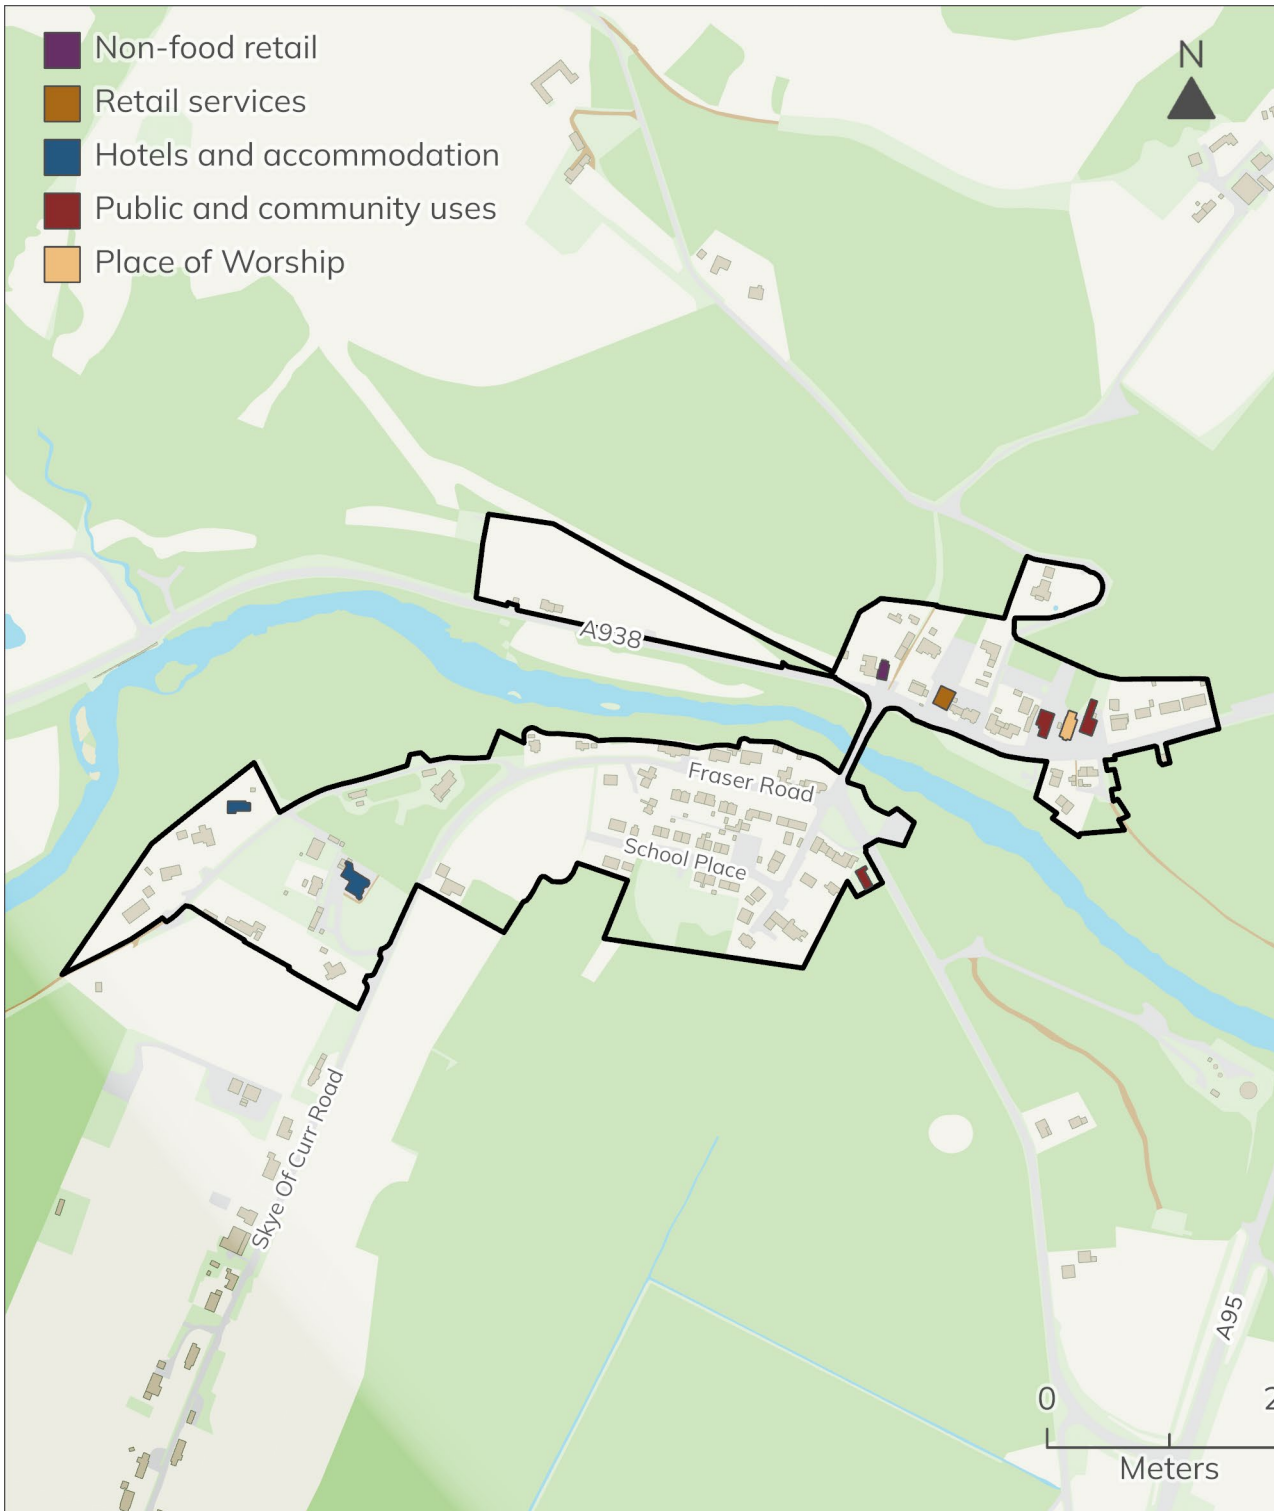 Non-food retail
Retail services
Hotels and accommodation
Public and community uses
Place of Worship
N
A938
Fraser Road
School Place
Skye Of Curr Road
A95
0
2
Meters